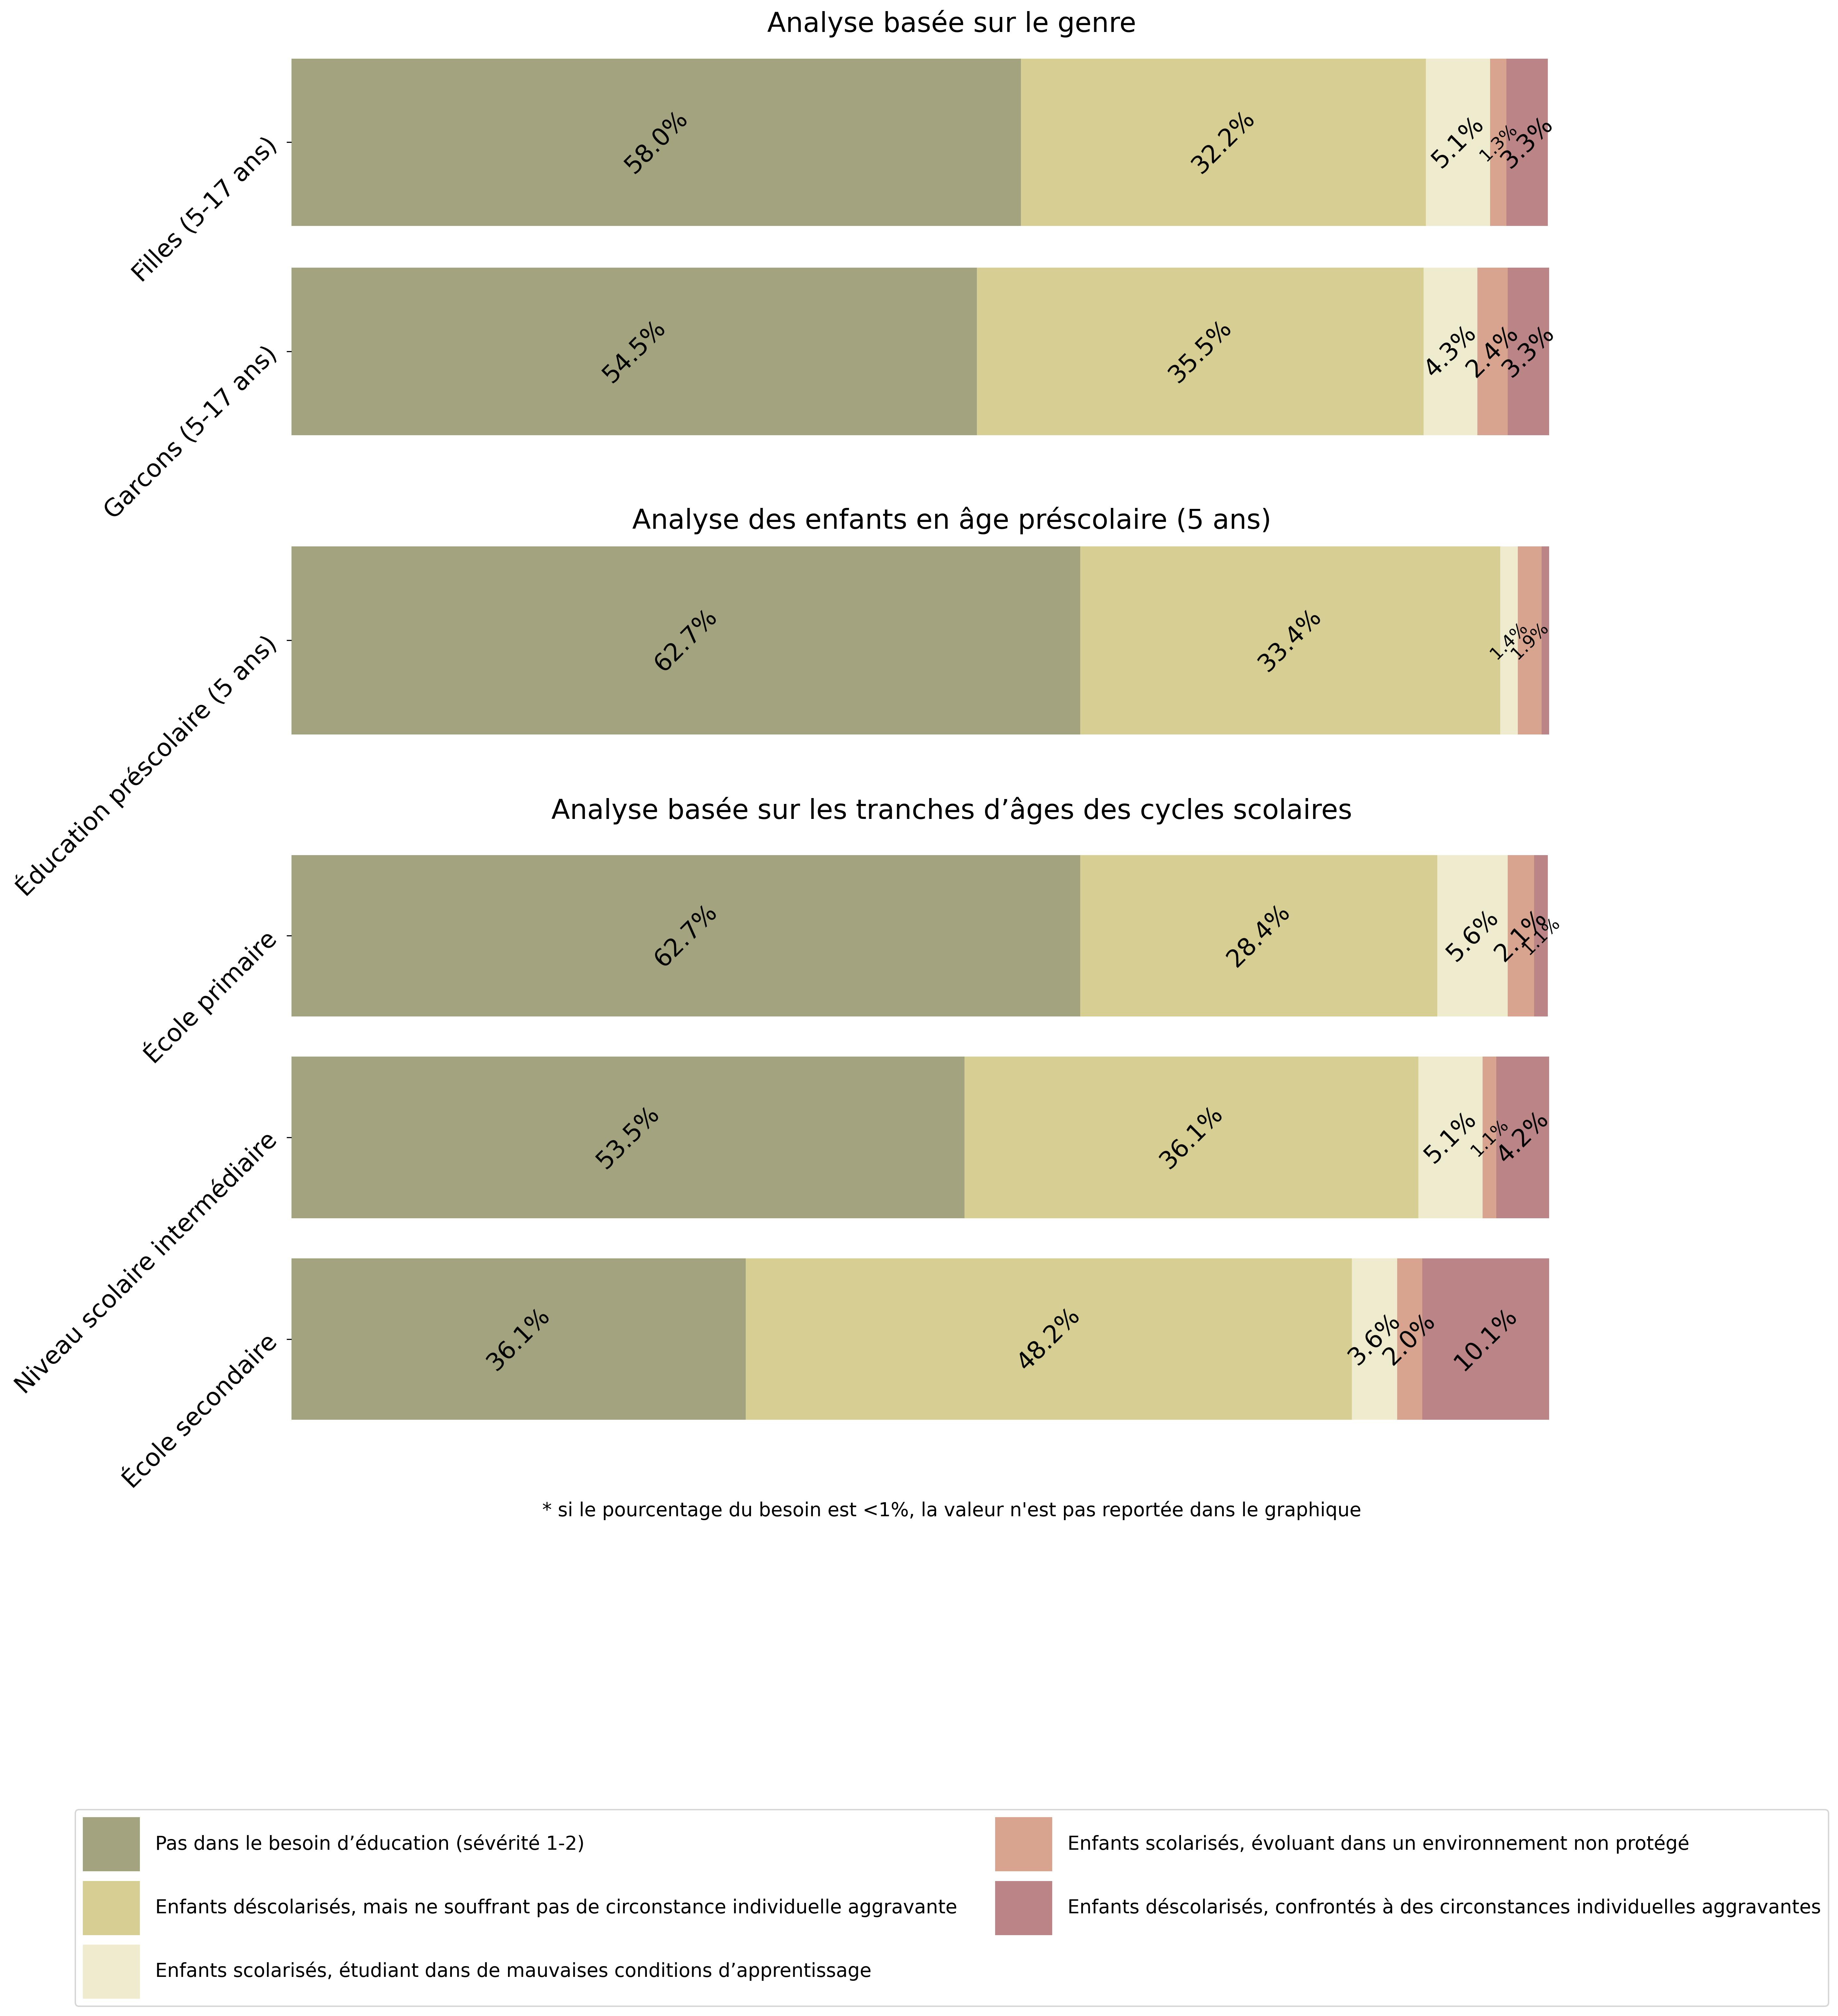 Analyse basée sur le genre
Filles (5-17 ans)
58.0%
32.2%
5.1%
1.3%
3.3%
Garcons (5-17 ans)
54.5%
35.5%
4.3%
2.4%
3.3%
Analyse des enfants en âge préscolaire (5 ans)
Éducation préscolaire (5 ans)
62.7%
33.4%
1.4%
1.9%
Analyse basée sur les tranches d’âges des cycles scolaires
École primaire
62.7%
28.4%
5.6%
2.1%
1.1%
Niveau scolaire intermédiaire
53.5%
36.1%
5.1%
1.1%
4.2%
École secondaire
36.1%
48.2%
3.6%
2.0%
10.1%
* si le pourcentage du besoin est <1%, la valeur n'est pas reportée dans le graphique
Pas dans le besoin d’éducation (sévérité 1-2)
Enfants déscolarisés, mais ne souffrant pas de circonstance individuelle aggravante
Enfants scolarisés, étudiant dans de mauvaises conditions d’apprentissage
Enfants scolarisés, évoluant dans un environnement non protégé
Enfants déscolarisés, confrontés à des circonstances individuelles aggravantes